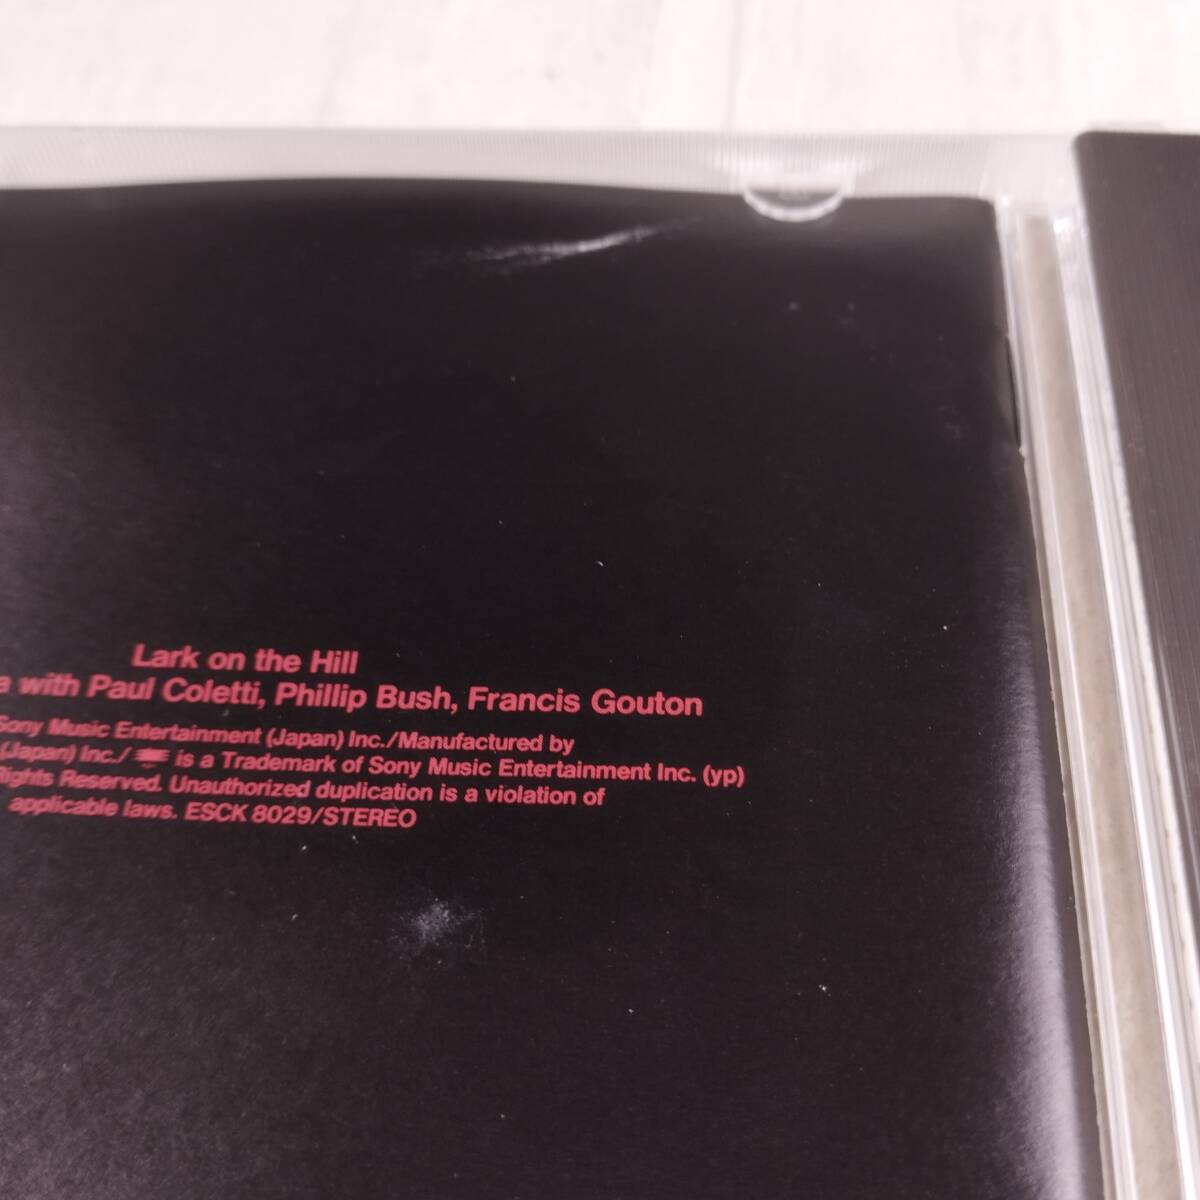 Lark on the Hill
with Paul Coletti, Phillip Bush, Francis Gouton
Sony Music Entertainment (Japan) Inc./Manufactured by
(Japan) Inc./ is a Trademark of Sony Music Entertainment Inc. (yp)
Rights Reserved. Unauthorized duplication is a violation of
applicable laws. ESCK 8029/STEREO